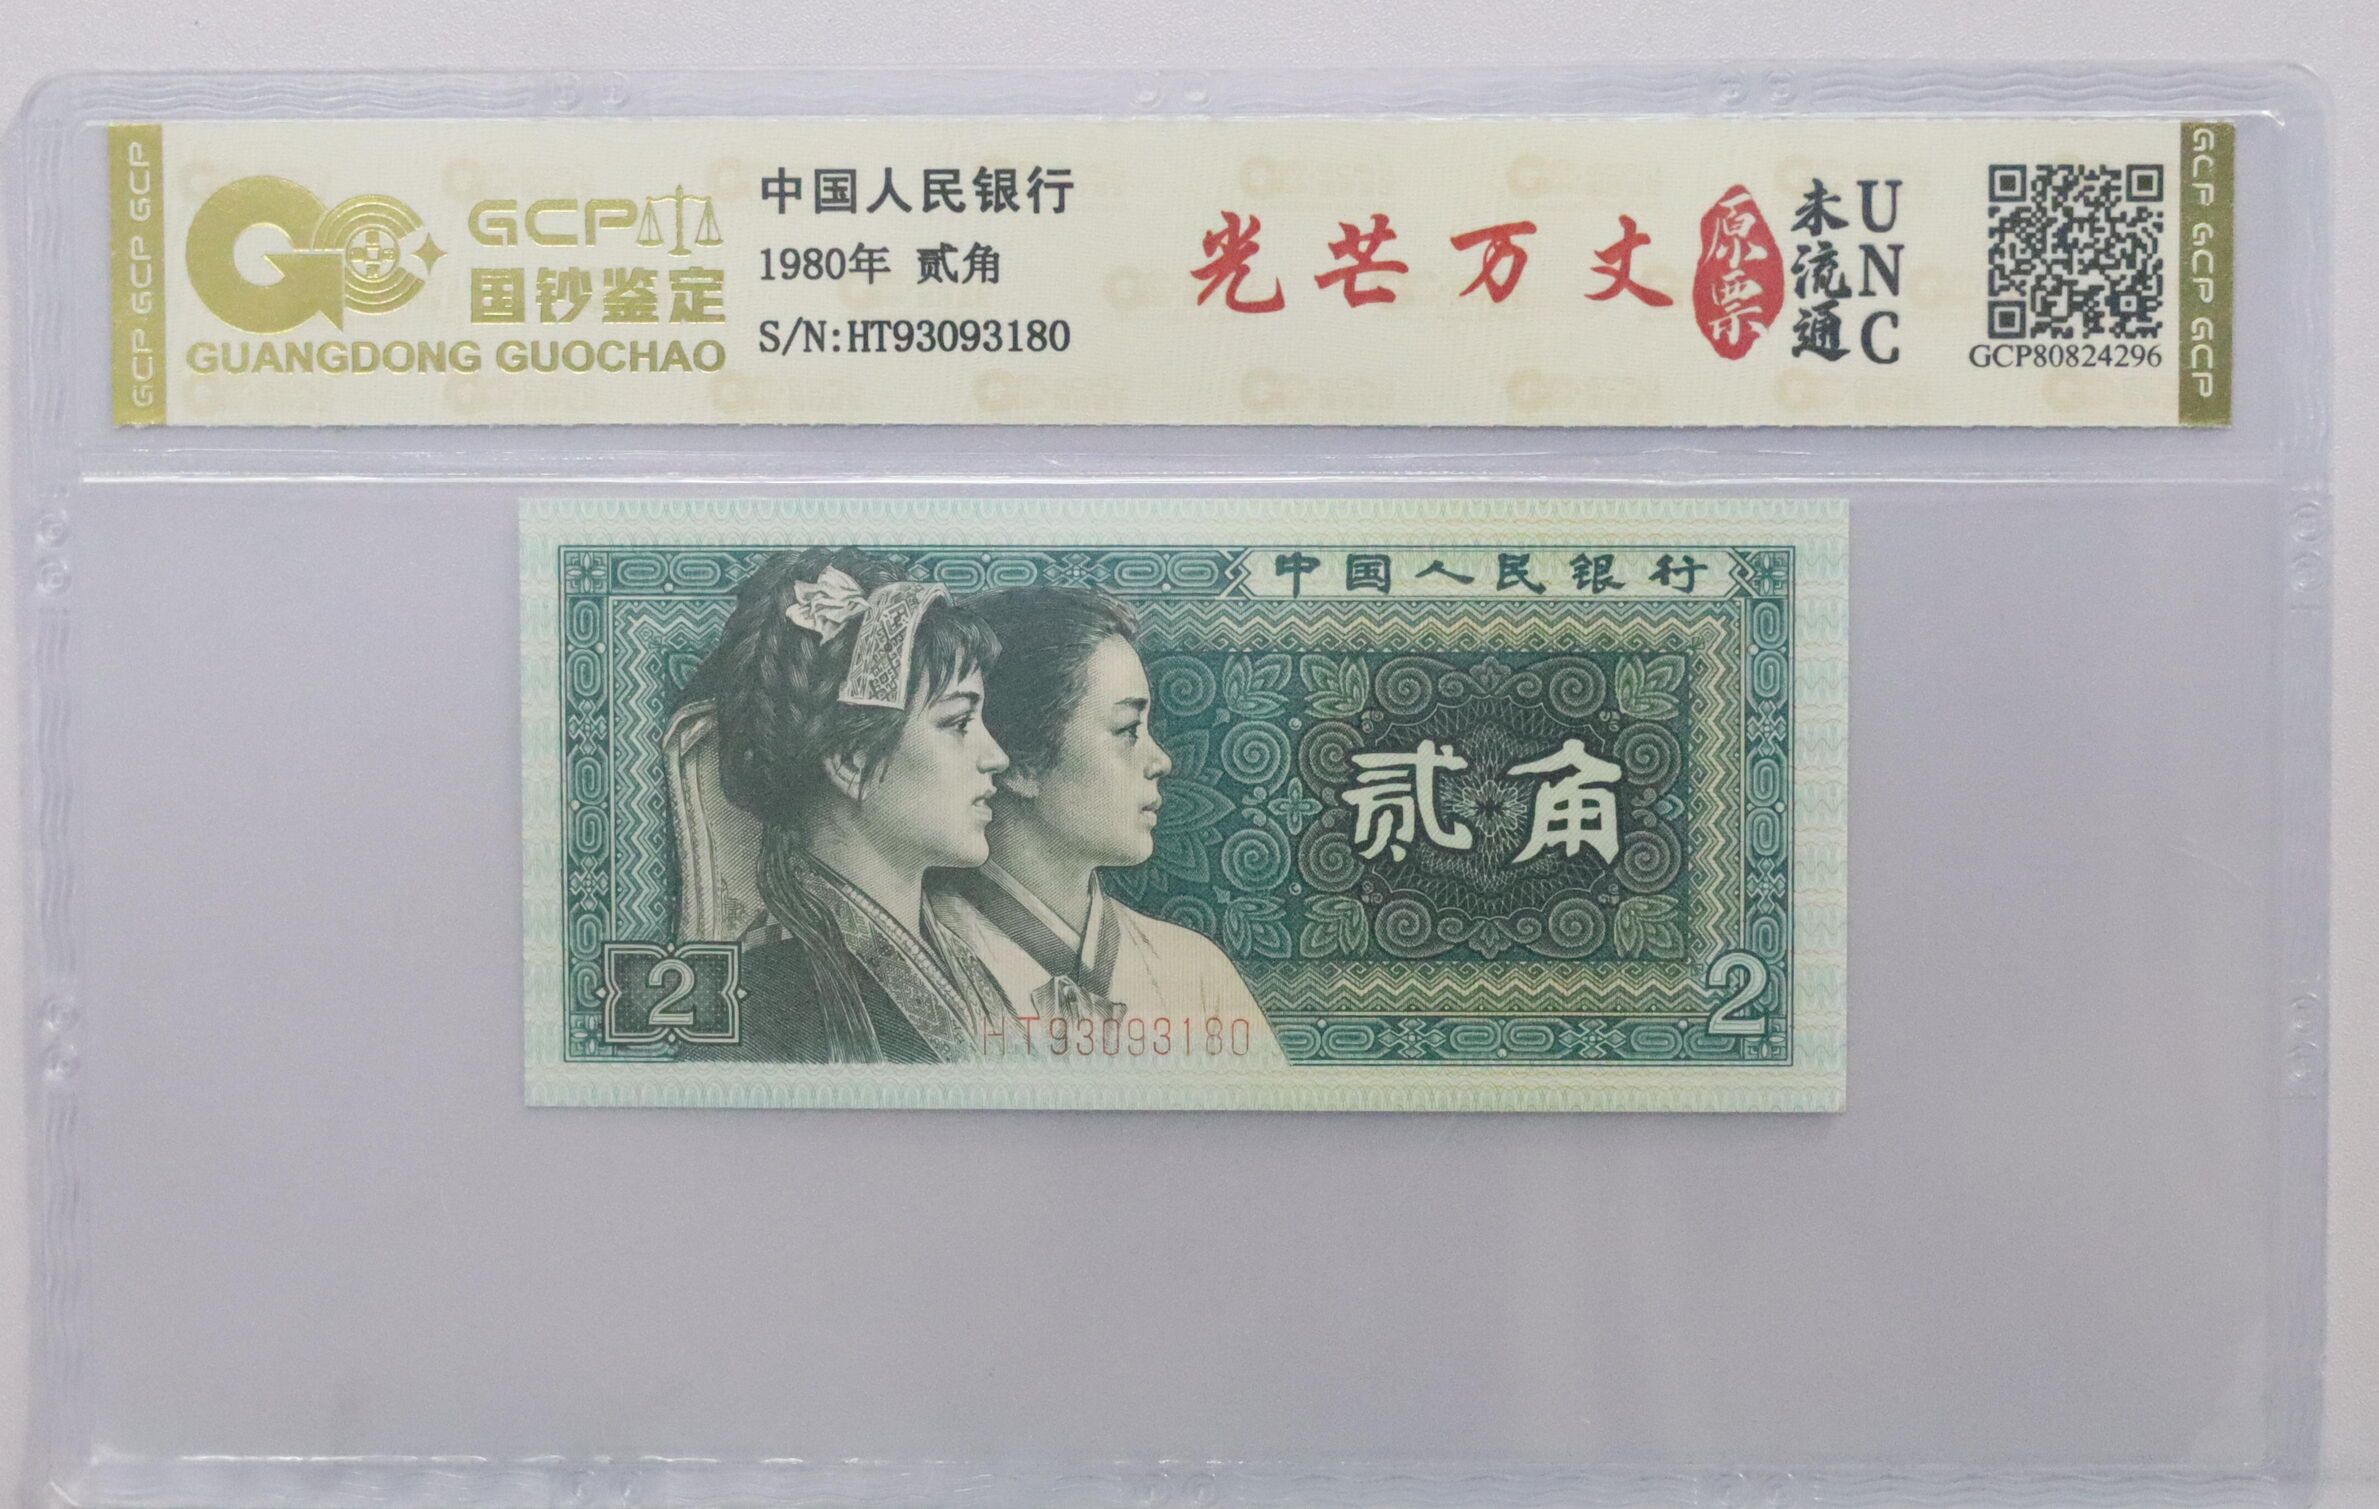 GCP GCP GCP
GCP
国钞鉴定
GUANGDONG GUOCHAO
中国人民银行
1980年 贰角
S/N:HT93093180
光芒万丈
原票
未流通
UNC
GCP80824296
GCP GCP GCP
中国人民银行
贰角
2
HT93093180
2